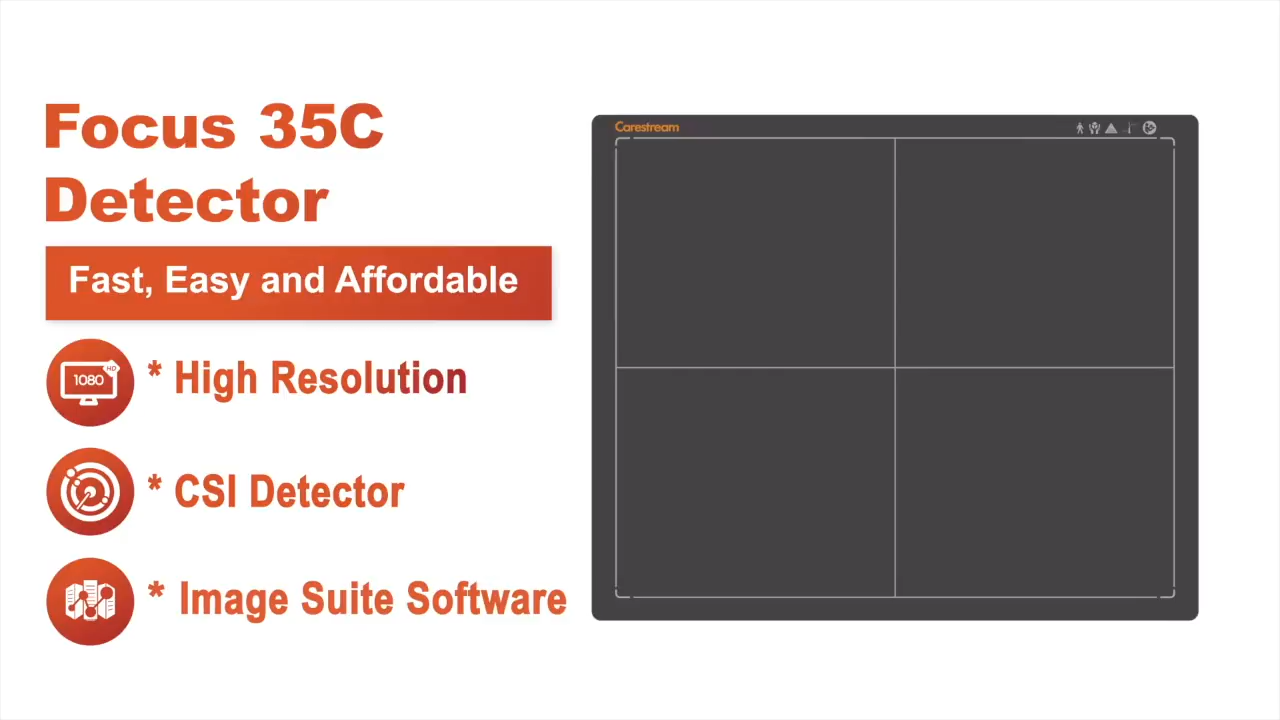 Focus 35C
Detector
Fast, Easy and Affordable
1080 HD
* High Resolution
* CSI Detector
* Image Suite Software
Carestream